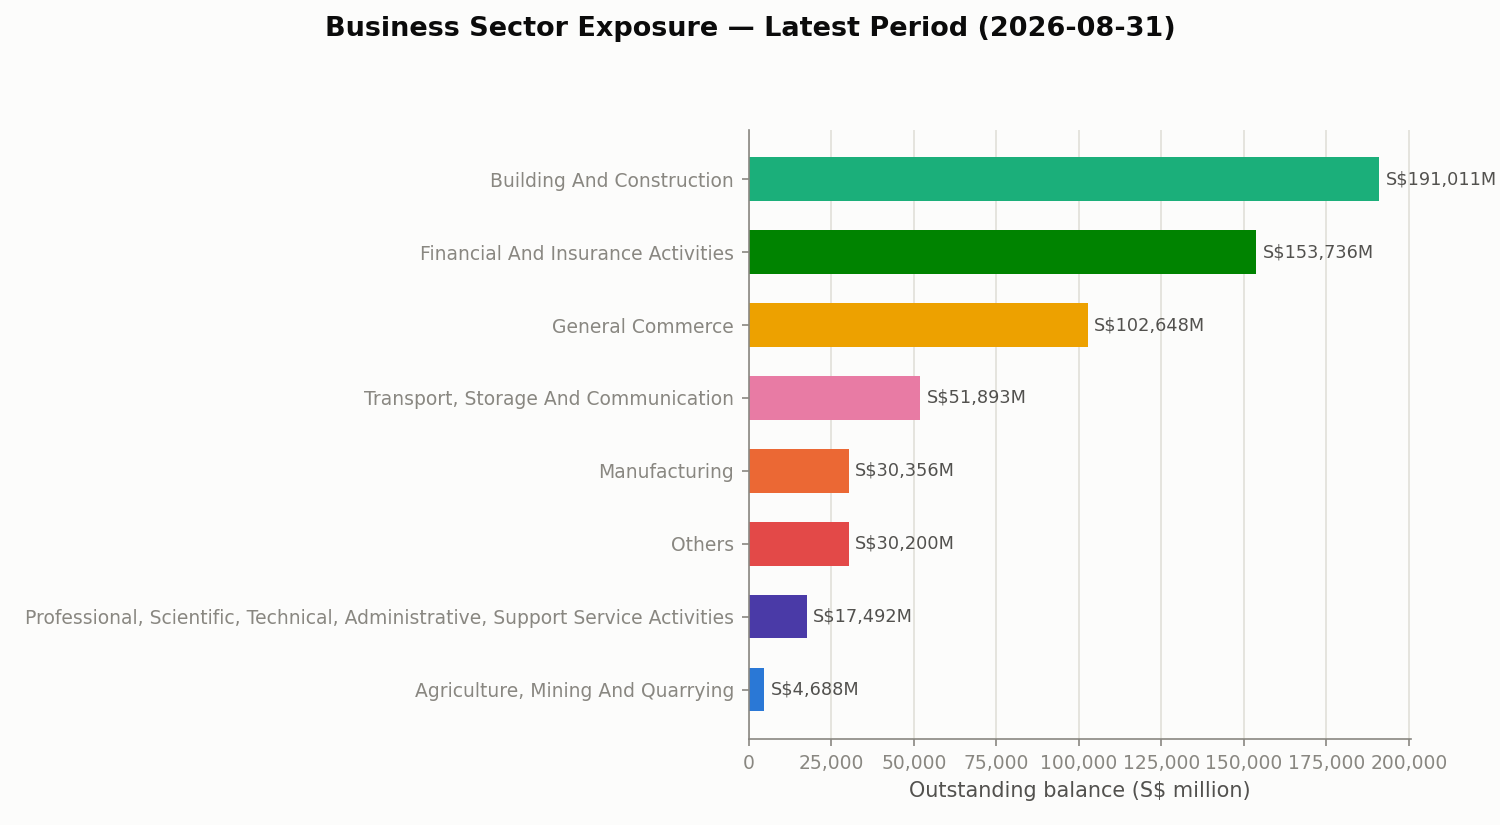 Business Sector Exposure — Latest Period (2026-08-31)
Building And Construction
S$191,011M
Financial And Insurance Activities
S$153,736M
General Commerce
S$102,648M
Transport, Storage And Communication
S$51,893M
Manufacturing
S$30,356M
Others
S$30,200M
Professional, Scientific, Technical, Administrative, Support Service Activities
S$17,492M
Agriculture, Mining And Quarrying
S$4,688M
0 25,000 50,000 75,000 100,000 125,000 150,000 175,000 200,000
Outstanding balance (S$ million)